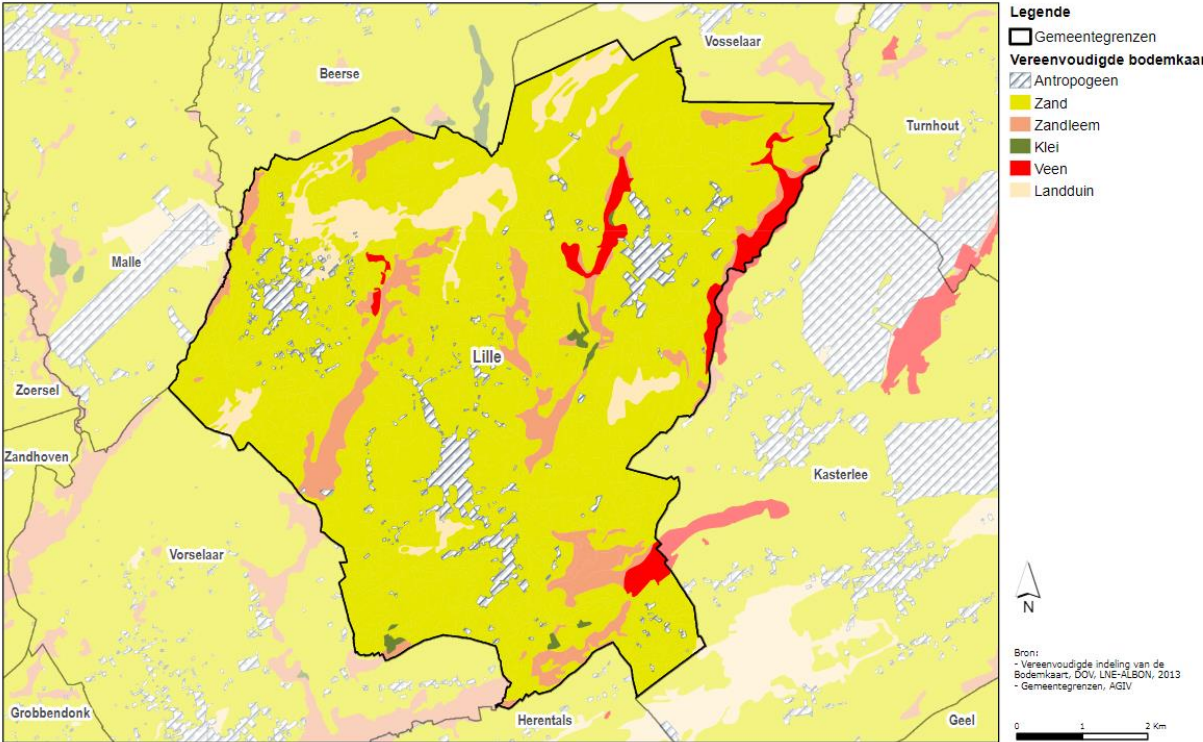 Legende
Gemeentegrenzen
Vereenvoudigde bodemkaar
Antropogeen
Zand
Zandleem
Klei
Veen
Landduin
Vosselaar
Beerse
Turnhout
Malle
Lille
Zoersel
Zandhoven
Kasterlee
Vorselaar
Grobbendonk
Herentals
Geel
N
Bron:
- Vereenvoudigde indeling van de
Bodemkaart, DOV, LNE-ALBON, 2013
- Gemeentegrenzen, AGIV
0 1 2 Km